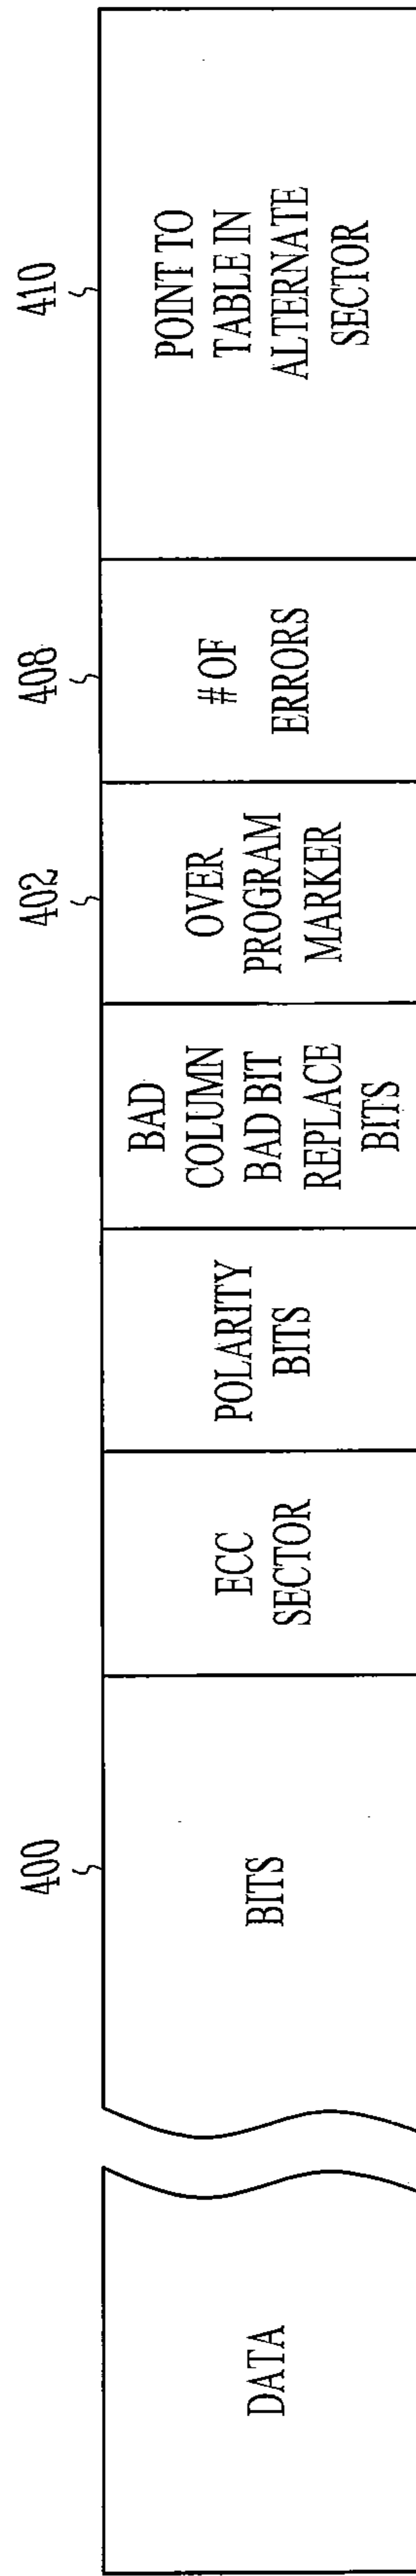 400
402
408
410
DATA
BITS
ECC
SECTOR
POLARITY
BITS
BAD
COLUMN
BAD BIT
REPLACE
BITS
OVER
PROGRAM
MARKER
# OF
ERRORS
POINT TO
TABLE IN
ALTERNATE
SECTOR